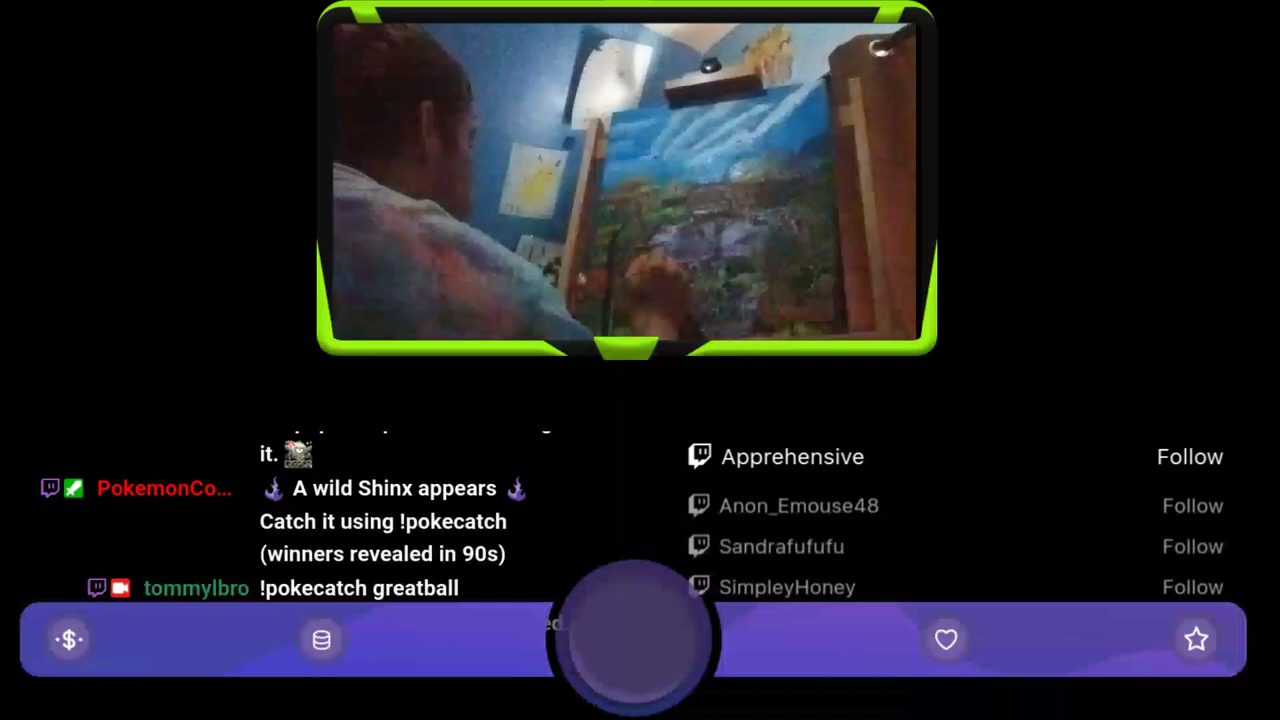 it.
PokemonCo... A wild Shinx appears
Catch it using !pokecatch
(winners revealed in 90s)
tommylbro !pokecatch greatball
Apprehensive Follow
Anon_Emouse48 Follow
Sandrafufufu Follow
SimpleyHoney Follow